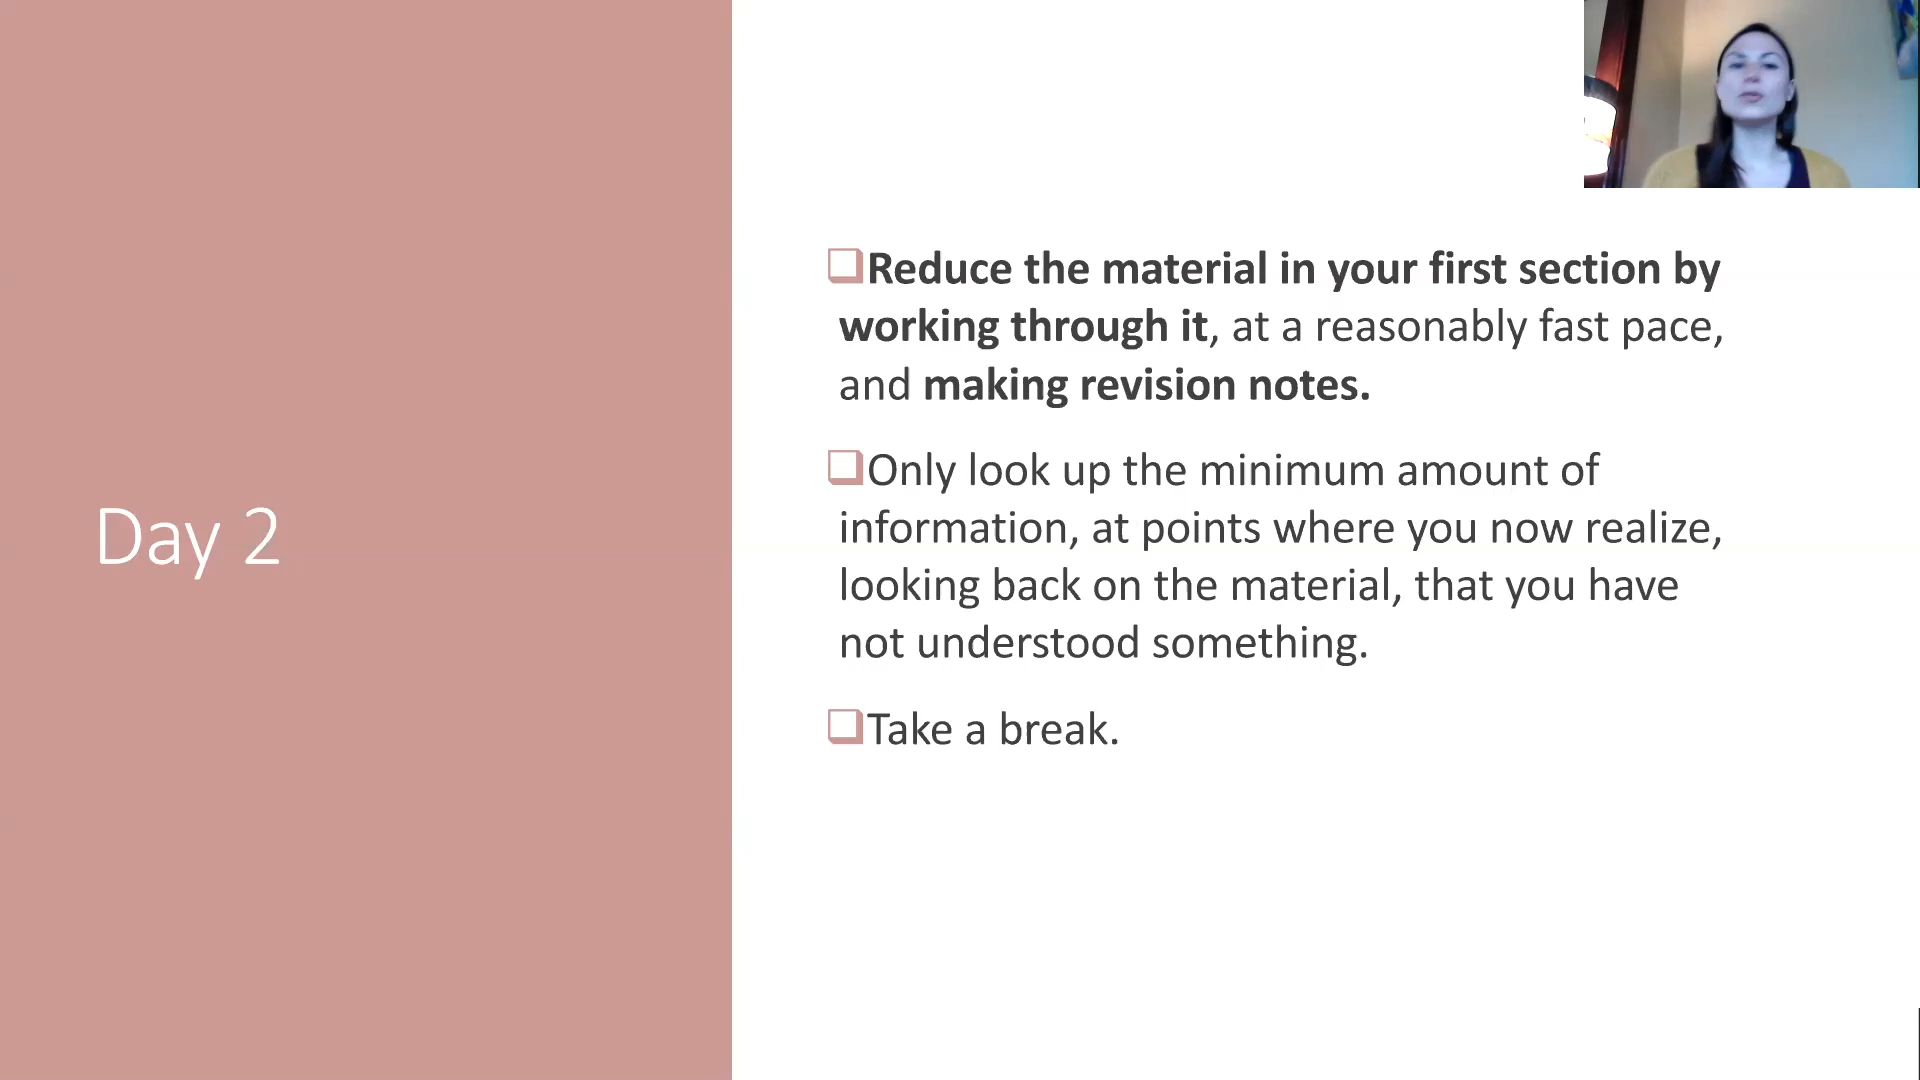 Day 2
Reduce the material in your first section by
working through it, at a reasonably fast pace,
and making revision notes.
Only look up the minimum amount of
information, at points where you now realize,
looking back on the material, that you have
not understood something.
Take a break.